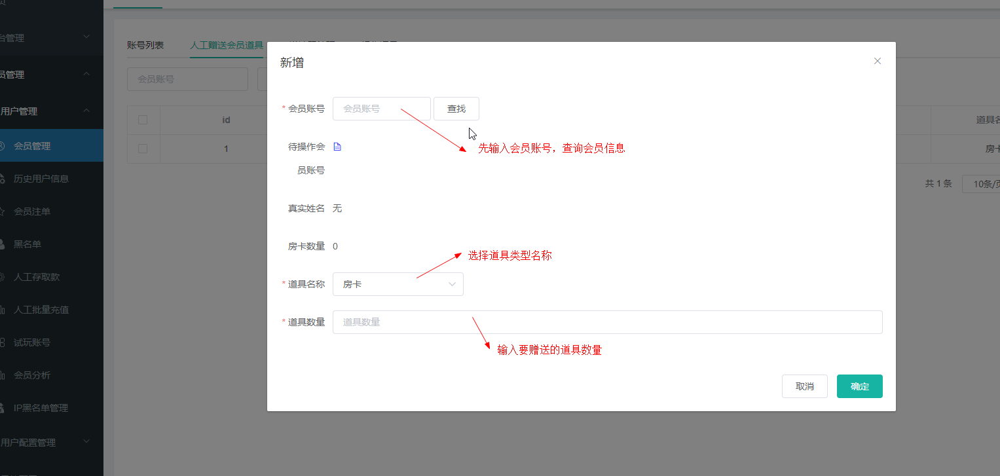 台管理
员管理
用户管理
会员管理
历史用户信息
会员注单
黑名单
人工存取款
人工批量充值
试玩账号
会员分析
IP黑名单管理
用户配置管理
账号列表 人工赠送会员道具
会员账号
id 道具名
1 房卡
共 1 条 10条/页
新增
* 会员账号 会员账号 查找
先输入会员账号，查询会员信息
待操作会
员账号
真实姓名 无
房卡数量 0
选择道具类型名称
* 道具名称 房卡
* 道具数量 道具数量
输入要赠送的道具数量
取消 确定